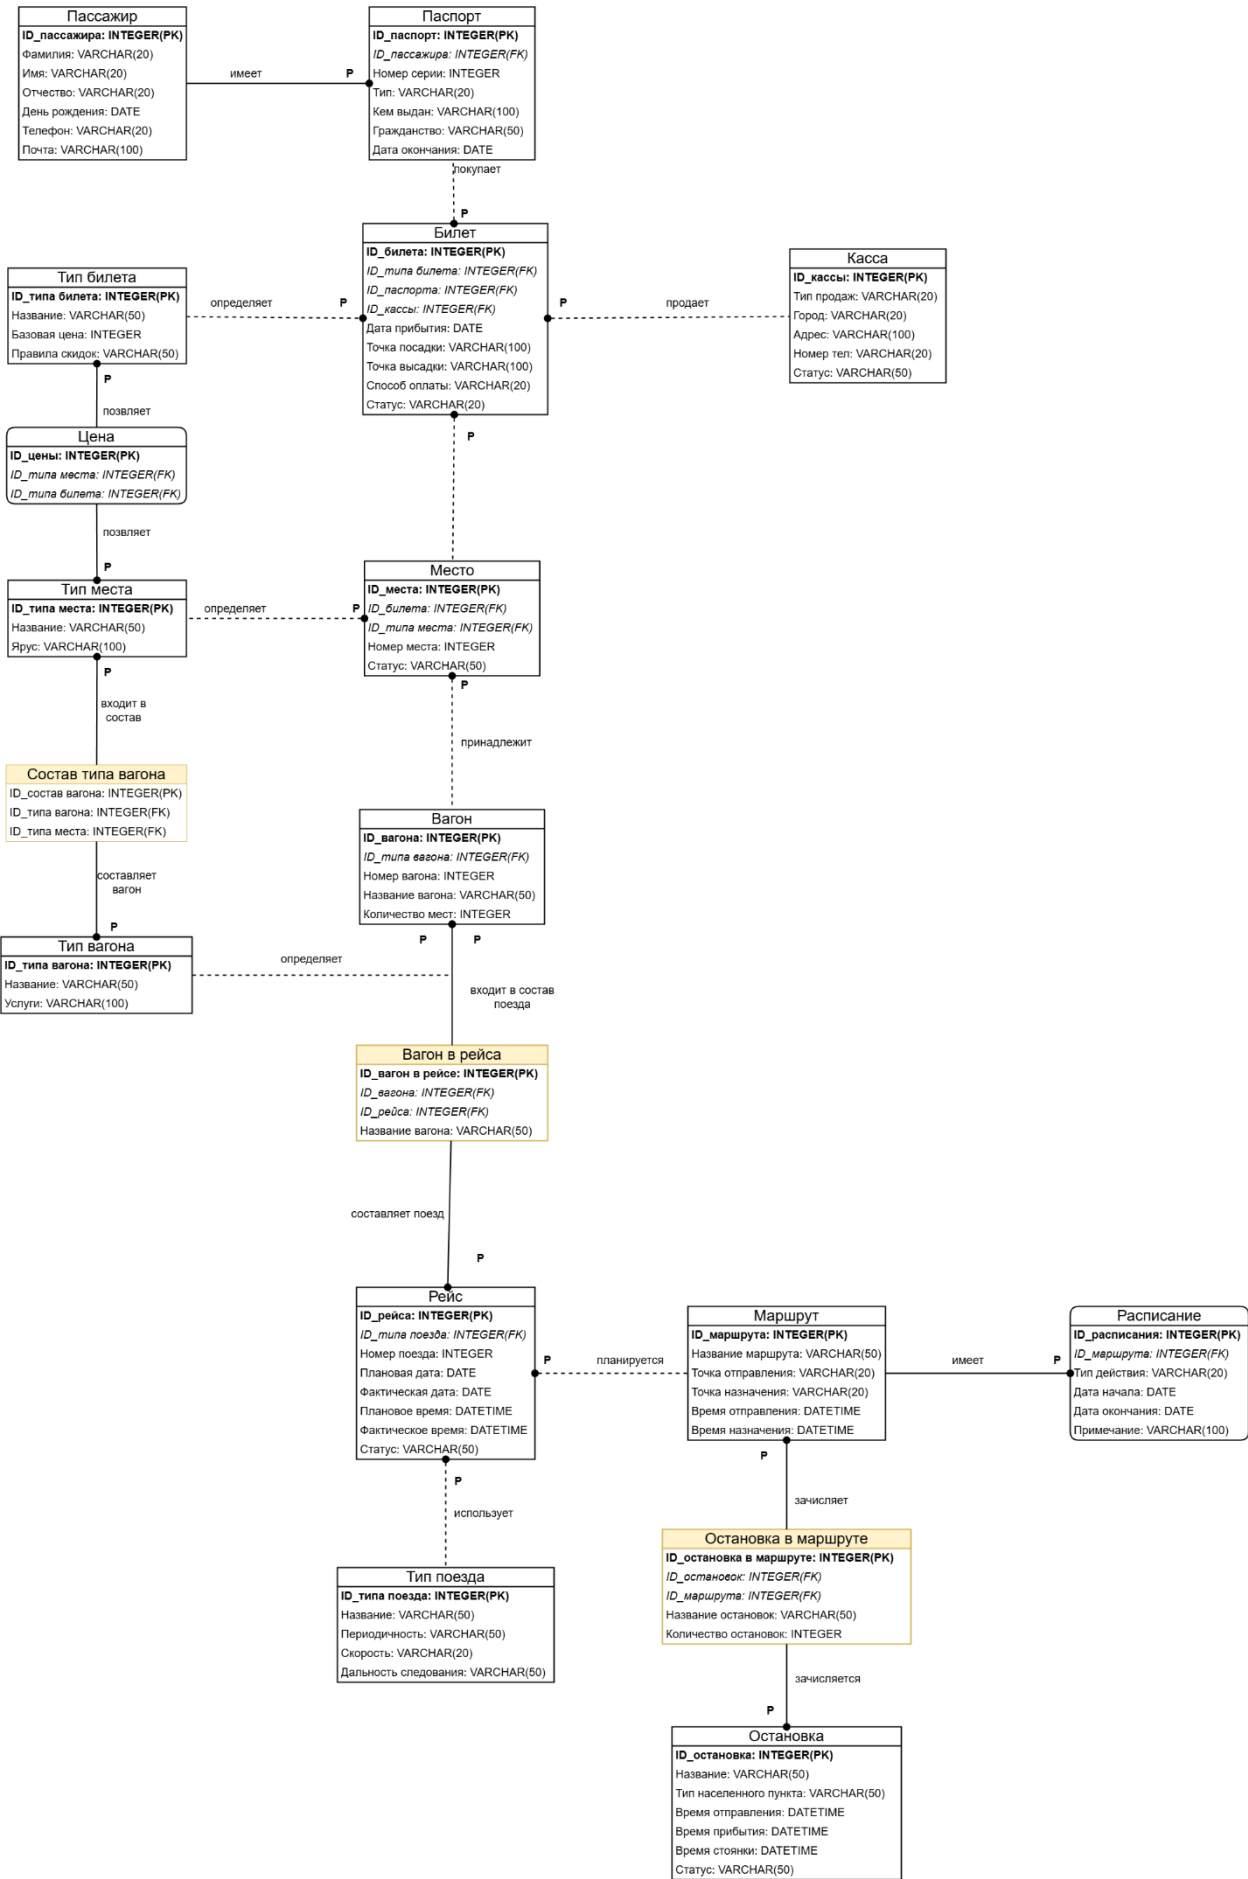 Пассажир
ID_пассажира: INTEGER(PK)
Фамилия: VARCHAR(20)
Имя: VARCHAR(20)
Отчество: VARCHAR(20)
День рождения: DATE
Телефон: VARCHAR(20)
Почта: VARCHAR(100)
имеет
P
Паспорт
ID_паспорт: INTEGER(PK)
ID_пассажира: INTEGER(FK)
Номер серии: INTEGER
Тип: VARCHAR(20)
Кем выдан: VARCHAR(100)
Гражданство: VARCHAR(50)
Дата окончания: DATE
покупает
P
Билет
ID_билета: INTEGER(PK)
ID_типа билета: INTEGER(FK)
ID_паспорта: INTEGER(FK)
ID_кассы: INTEGER(FK)
Дата прибытия: DATE
Точка посадки: VARCHAR(100)
Точка высадки: VARCHAR(100)
Способ оплаты: VARCHAR(20)
Статус: VARCHAR(20)
P
Тип билета
ID_типа билета: INTEGER(PK)
Название: VARCHAR(50)
Базовая цена: INTEGER
Правила скидок: VARCHAR(50)
определяет
P
P
продает
Касса
ID_кассы: INTEGER(PK)
Тип продаж: VARCHAR(20)
Город: VARCHAR(20)
Адрес: VARCHAR(100)
Номер тел: VARCHAR(20)
Статус: VARCHAR(50)
P
позвляет
Цена
ID_цены: INTEGER(PK)
ID_типа места: INTEGER(FK)
ID_типа билета: INTEGER(FK)
позвляет
Тип места
ID_типа места: INTEGER(PK)
Название: VARCHAR(50)
Ярус: VARCHAR(100)
определяет
P
Место
ID_места: INTEGER(PK)
ID_билета: INTEGER(FK)
ID_типа места: INTEGER(FK)
Номер места: INTEGER
Статус: VARCHAR(50)
P
принадлежит
P
входит в
состав
Состав типа вагона
ID_состав вагона: INTEGER(PK)
ID_типа вагона: INTEGER(FK)
ID_типа места: INTEGER(FK)
составляет
вагон
P
Вагон
ID_вагона: INTEGER(PK)
ID_типа вагона: INTEGER(FK)
Номер вагона: INTEGER
Название вагона: VARCHAR(50)
Количество мест: INTEGER
P
P
Тип вагона
ID_типа вагона: INTEGER(PK)
Название: VARCHAR(50)
Услуги: VARCHAR(100)
определяет
входит в состав
поезда
Вагон в рейса
ID_вагон в рейсе: INTEGER(PK)
ID_вагона: INTEGER(FK)
ID_рейса: INTEGER(FK)
Название вагона: VARCHAR(50)
составляет поезд
P
Рейс
ID_рейса: INTEGER(PK)
ID_типа поезда: INTEGER(FK)
Номер поезда: INTEGER
Плановая дата: DATE
Фактическая дата: DATE
Плановое время: DATETIME
Фактическое время: DATETIME
Статус: VARCHAR(50)
P
планируется
Маршрут
ID_маршрута: INTEGER(PK)
Название маршрута: VARCHAR(50)
Точка отправления: VARCHAR(20)
Точка назначения: VARCHAR(20)
Время отправления: DATETIME
Время назначения: DATETIME
имеет
P
Расписание
ID_расписания: INTEGER(PK)
ID_маршрута: INTEGER(FK)
Тип действия: VARCHAR(20)
Дата начала: DATE
Дата окончания: DATE
Примечание: VARCHAR(100)
P
использует
Тип поезда
ID_типа поезда: INTEGER(PK)
Название: VARCHAR(50)
Периодичность: VARCHAR(50)
Скорость: VARCHAR(20)
Дальность следования: VARCHAR(50)
P
зачисляет
Остановка в маршруте
ID_остановка в маршруте: INTEGER(PK)
ID_остановок: INTEGER(FK)
ID_маршрута: INTEGER(FK)
Название остановок: VARCHAR(50)
Количество остановок: INTEGER
зачисляется
P
Остановка
ID_остановка: INTEGER(PK)
Название: VARCHAR(50)
Тип населенного пункта: VARCHAR(50)
Время отправления: DATETIME
Время прибытия: DATETIME
Время стоянки: DATETIME
Статус: VARCHAR(50)